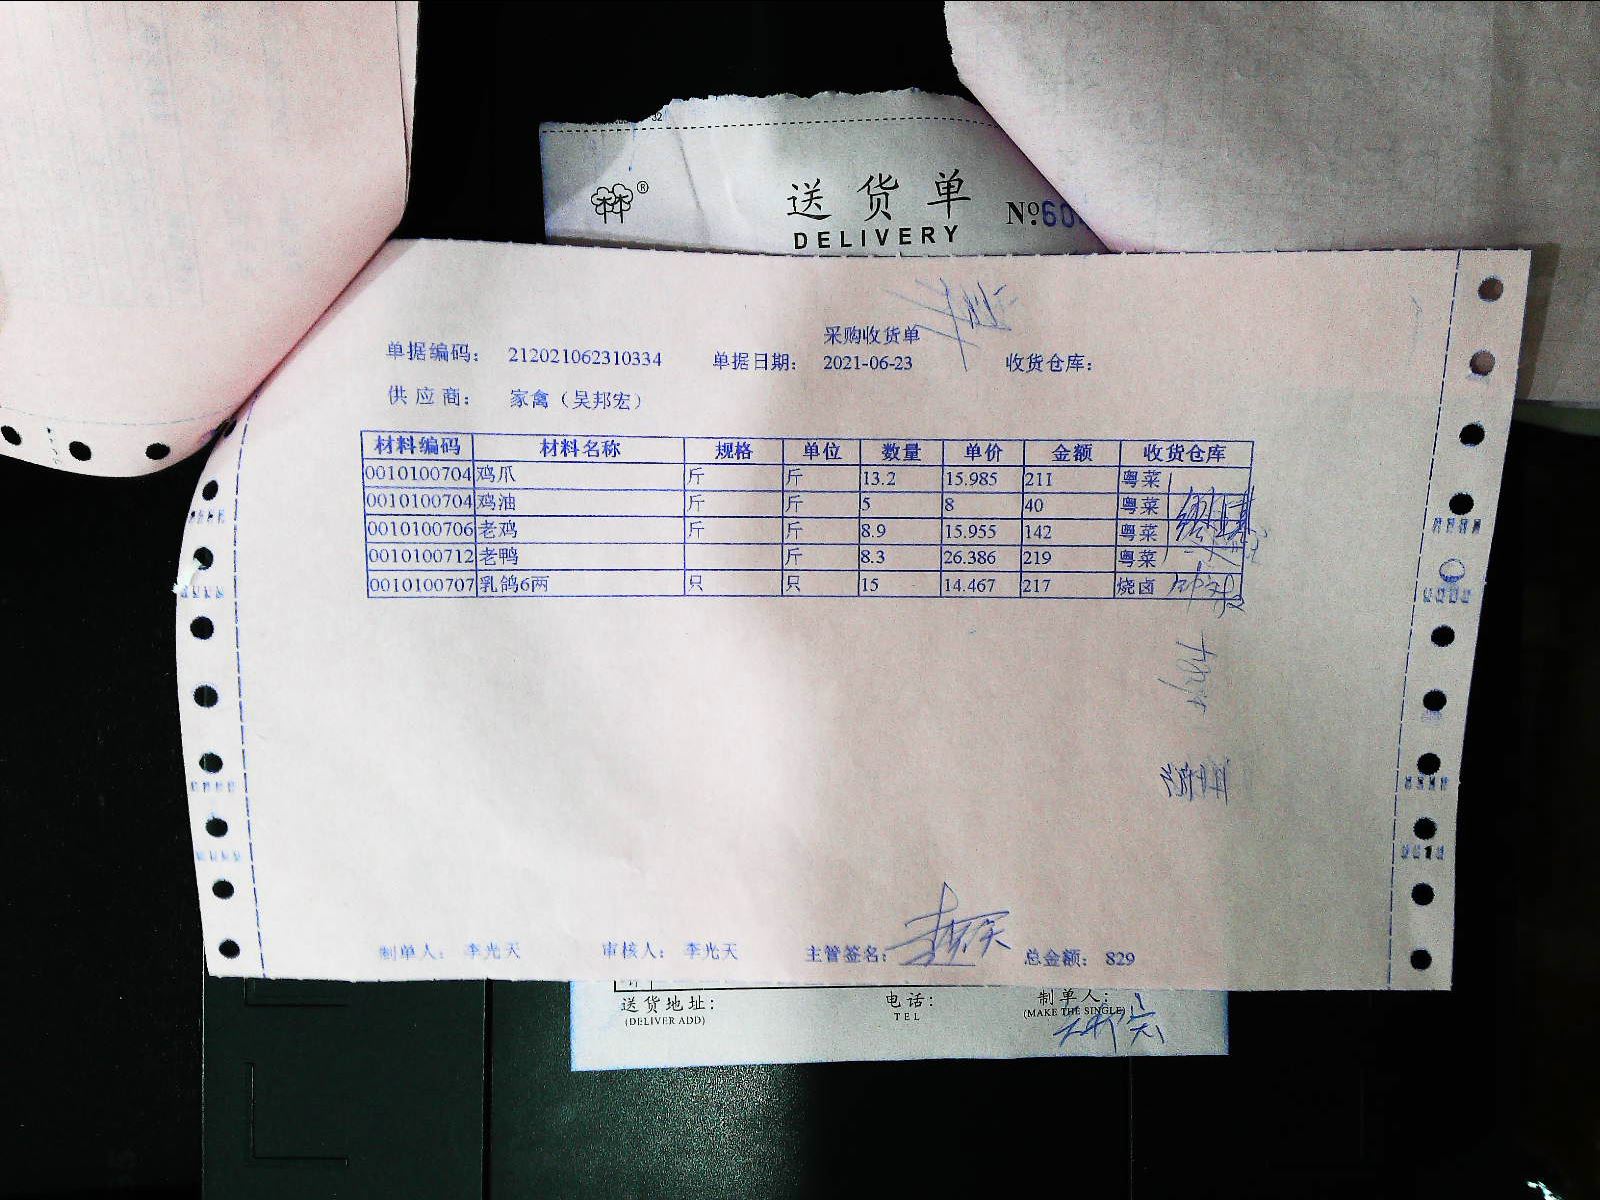 送货单
DELIVERY
№60
采购收货单
单据编码： 212021062310334 单据日期： 2021-06-23 收货仓库：
供应商： 家禽（吴邦宏）
材料编码 材料名称 规格 单位 数量 单价 金额 收货仓库
0010100704 鸡爪 斤 斤 13.2 15.985 211 粤菜
0010100704 鸡油 斤 斤 5 8 40 粤菜
0010100706 老鸡 斤 斤 8.9 15.955 142 粤菜
0010100712 老鸭 斤 8.3 26.386 219 粤菜
0010100707 乳鸽6两 只 只 15 14.467 217 烧卤
制单人： 李光天 审核人： 李光天 主管签名： 总金额： 829
送货地址： 电话： 制单人：
(DELIVER ADD) TEL (MAKE THE SINGLE)